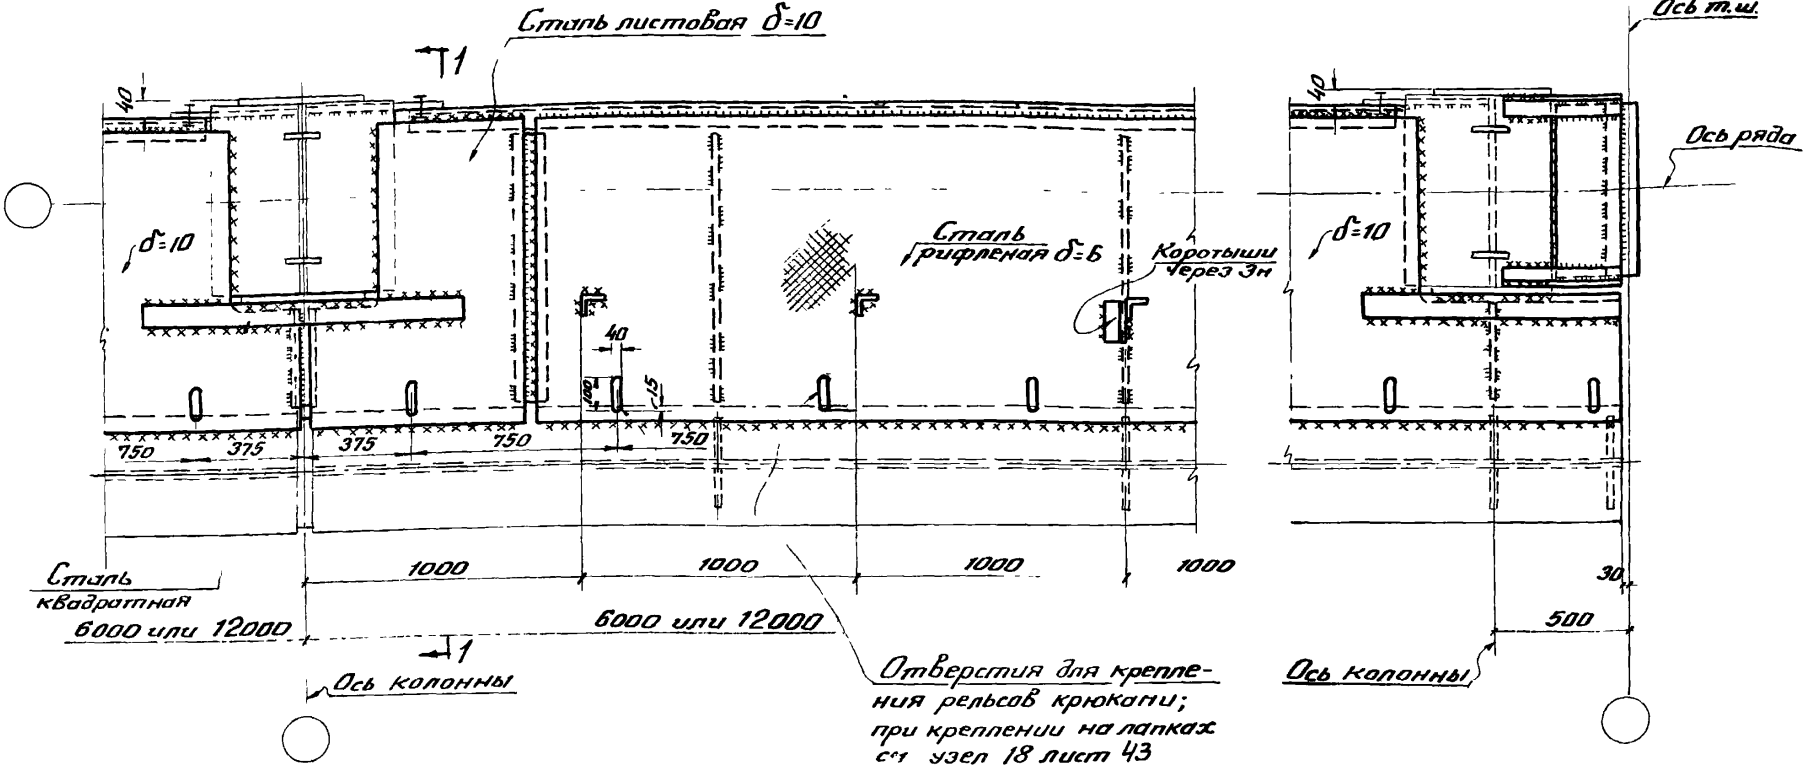 Сталь листовая δ=10
Ось т.ш.
1
40
40
Ось ряда
δ=10
Сталь
рифленая δ=6
Коротыши
через 3м
δ=10
40
100
15
750
375
375
750
750
1000
1000
1000
1000
30
Сталь
квадратная
6000 или 12000
6000 или 12000
500
1
Ось колонны
Отверстия для крепле-
ния рельсов крюками;
при креплении на лапках
см узел 18 лист 43
Ось колонны